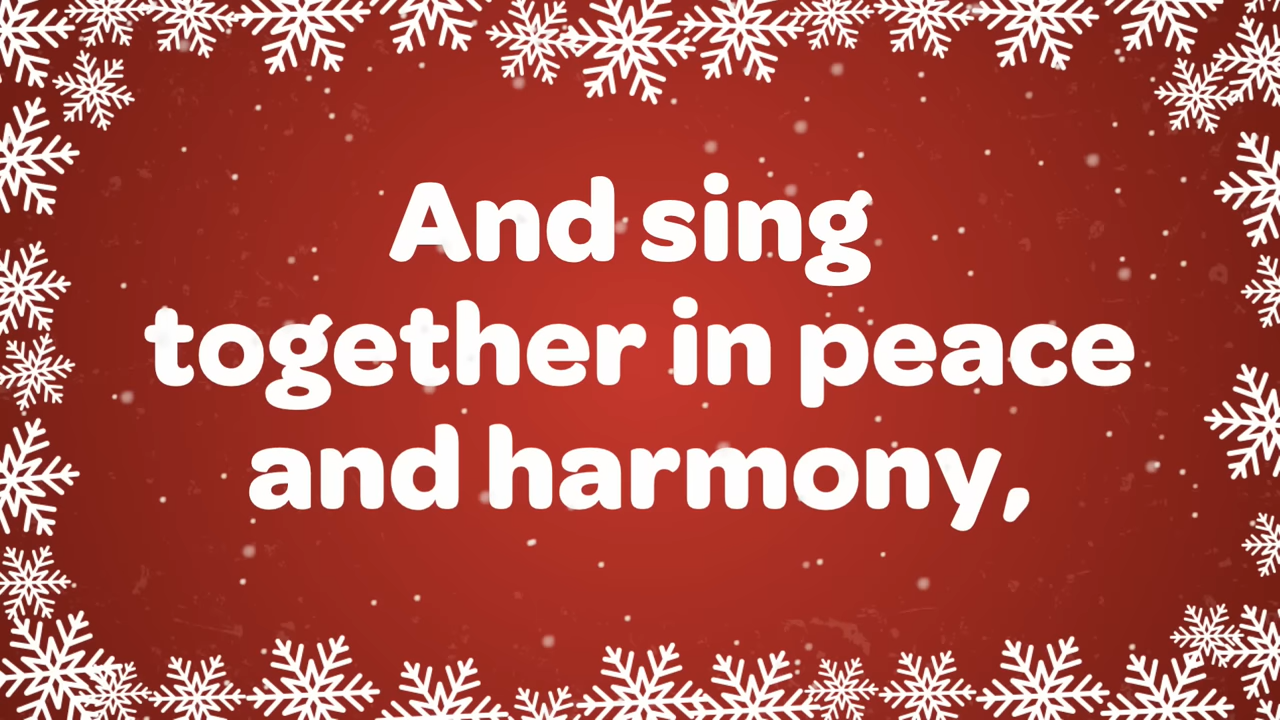 And sing
together in peace
and harmony,